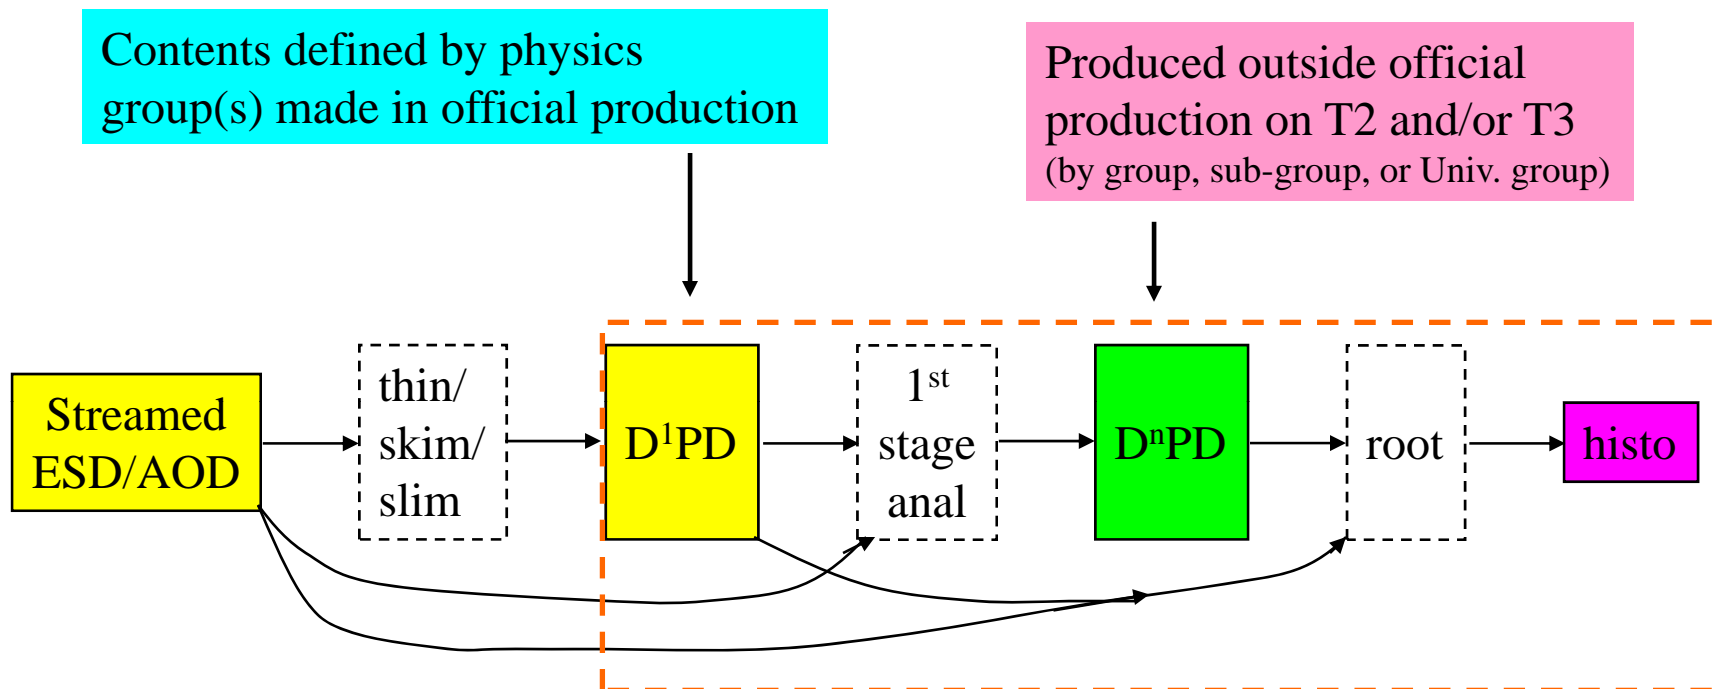 Contents defined by physics
group(s) made in official production
Produced outside official
production on T2 and/or T3
(by group, sub-group, or Univ. group)
Streamed
ESD/AOD
thin/
skim/
slim
D¹PD
1st
stage
anal
DⁿPD
root
histo